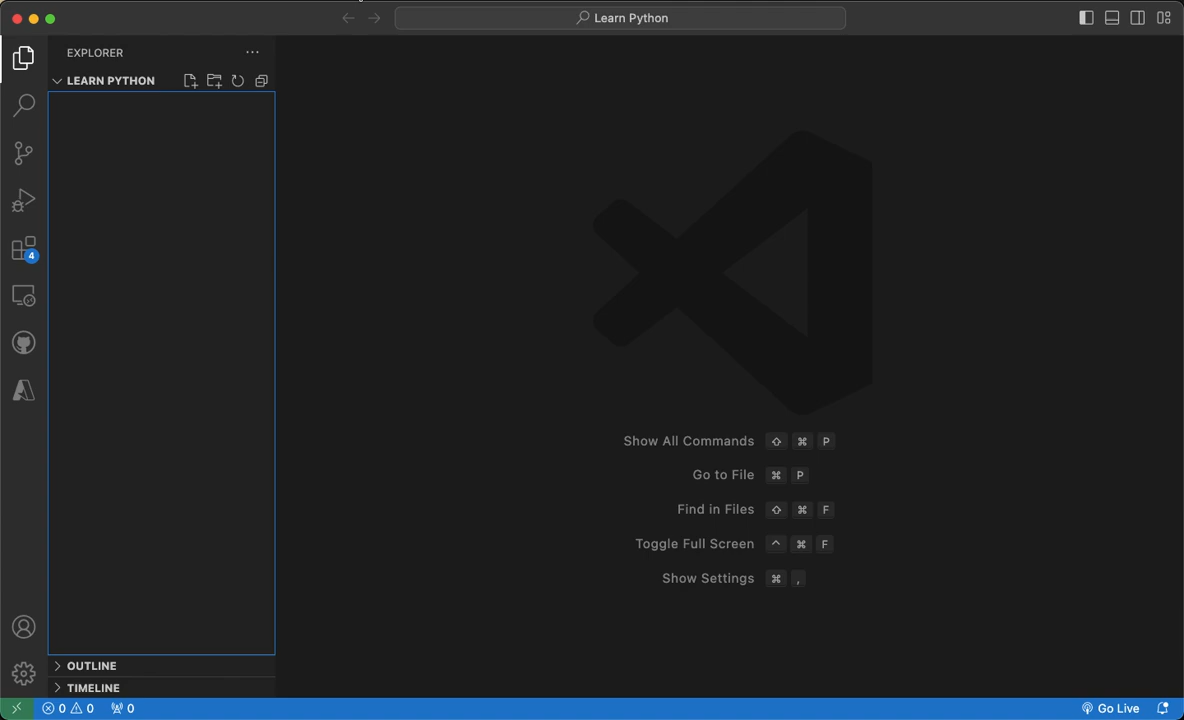 Learn Python
EXPLORER
LEARN PYTHON
4
Show All Commands ⇧ ⌘ P
Go to File ⌘ P
Find in Files ⇧ ⌘ F
Toggle Full Screen ^ ⌘ F
Show Settings ⌘ ,
OUTLINE
TIMELINE
0 0 0 Go Live